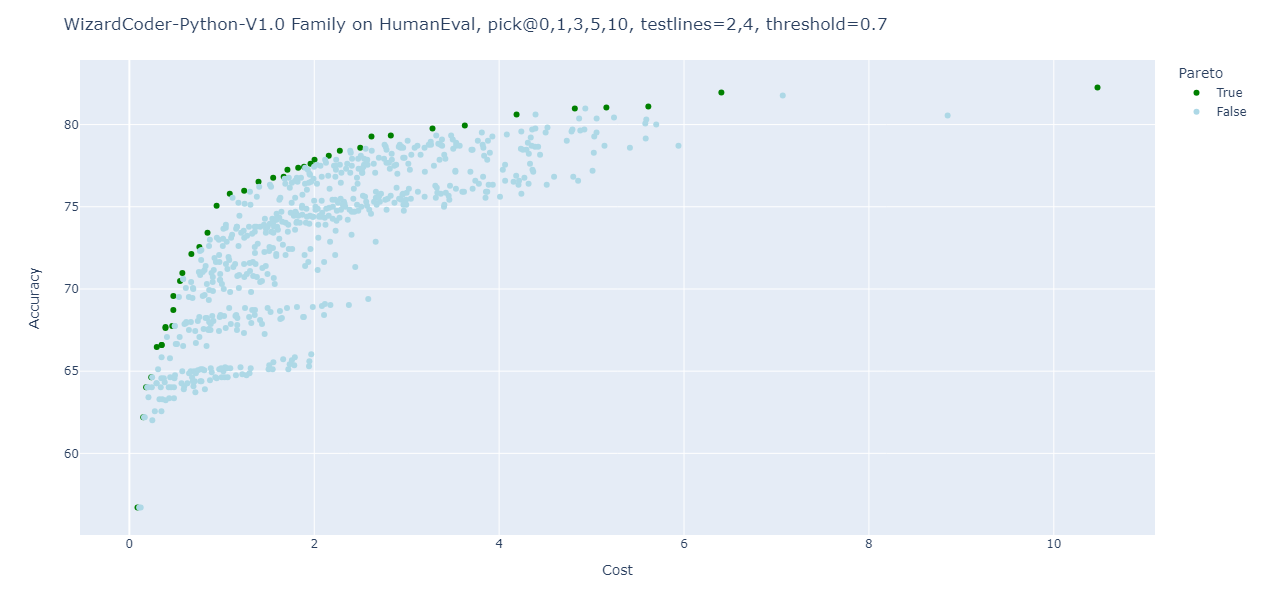 WizardCoder-Python-V1.0 Family on HumanEval, pick@0,1,3,5,10, testlines=2,4, threshold=0.7
Pareto
True
False
80
75
70
65
60
Accuracy
0 2 4 6 8 10
Cost